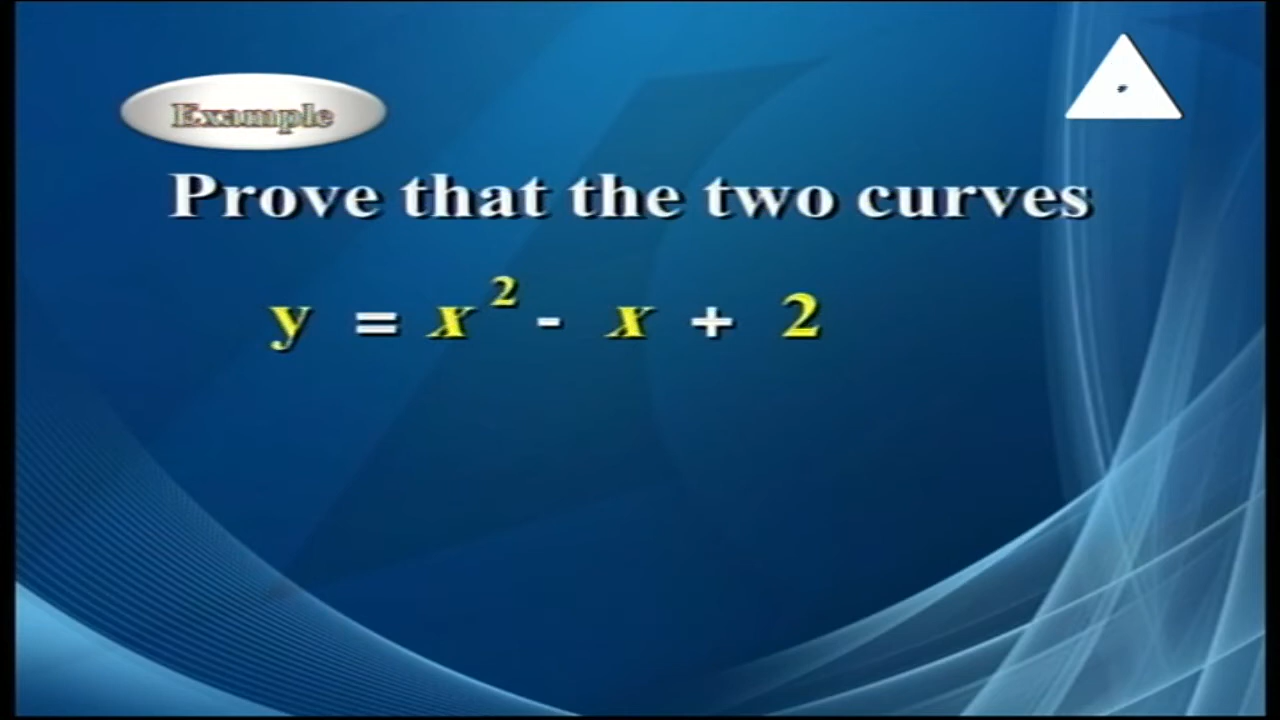 Example
Prove that the two curves
y = x² - x + 2